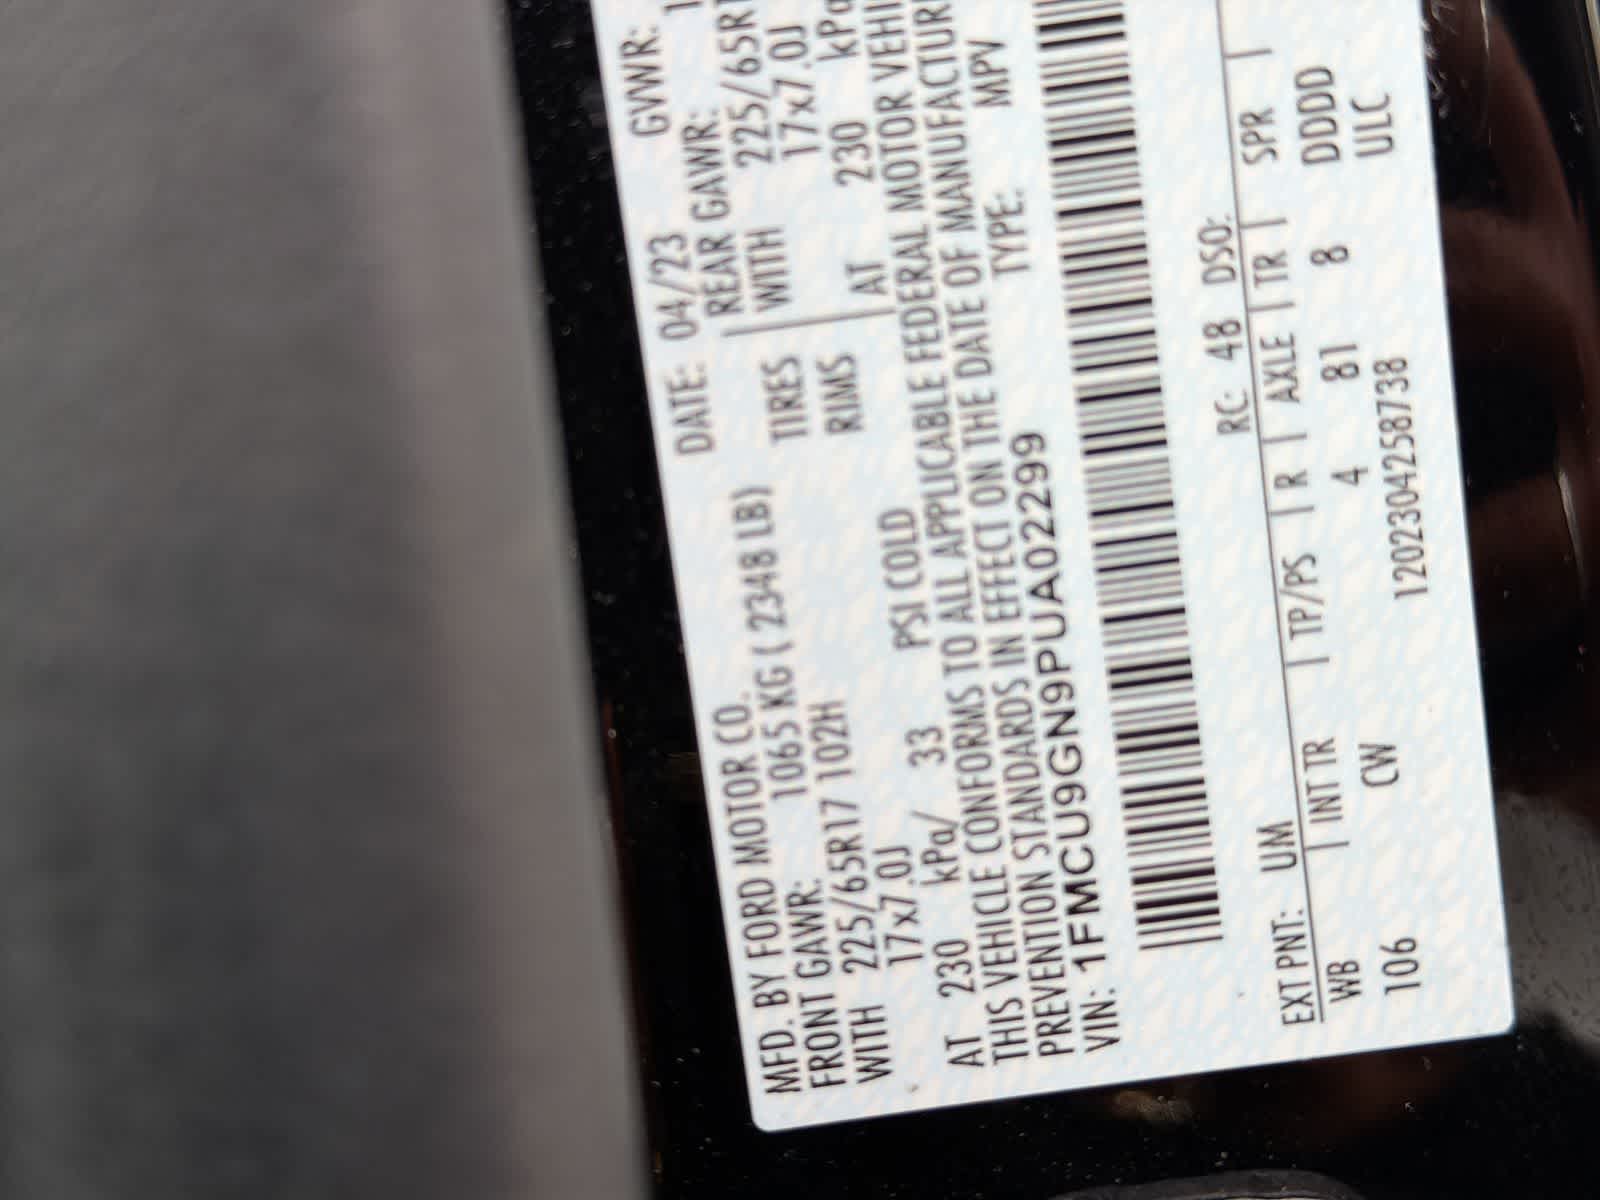 MFD. BY FORD MOTOR CO. DATE: 04/23 GVWR:
FRONT GAWR: 1065 KG ( 2348 LB) REAR GAWR:
WITH 225/65R17 102H TIRES WITH 225/65R
17x7.0J RIMS 17x7.0J
AT 230 kPa/ 33 PSI COLD AT 230 kPa
THIS VEHICLE CONFORMS TO ALL APPLICABLE FEDERAL MOTOR VEHI
PREVENTION STANDARDS IN EFFECT ON THE DATE OF MANUFACTUR
VIN: 1FMCU9GN9PUA02299 TYPE: MPV
EXT PNT: UM RC: 48 DSO:
WB | INT TR | TP/PS | R | AXLE | TR | SPR |
106 CW 4 81 8 DDDD
1202304258738 ULC